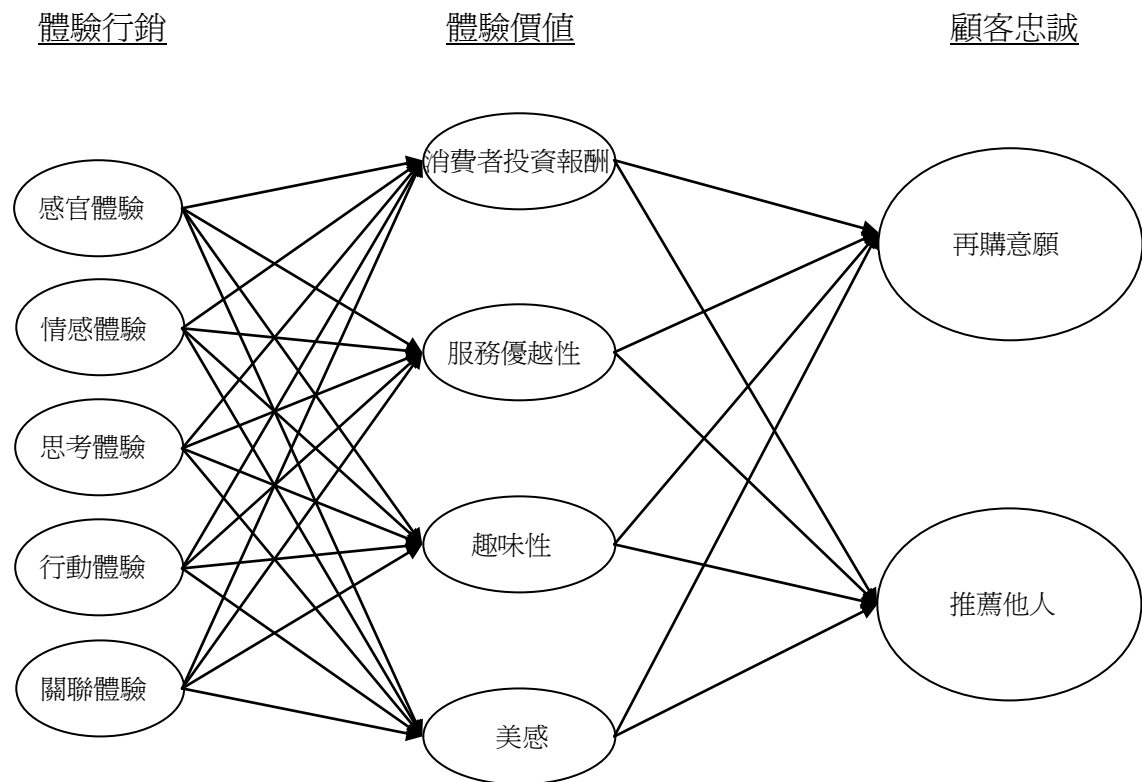 體驗行銷
體驗價值
顧客忠誠
感官體驗
情感體驗
思考體驗
行動體驗
關聯體驗
消費者投資報酬
服務優越性
趣味性
美感
再購意願
推薦他人